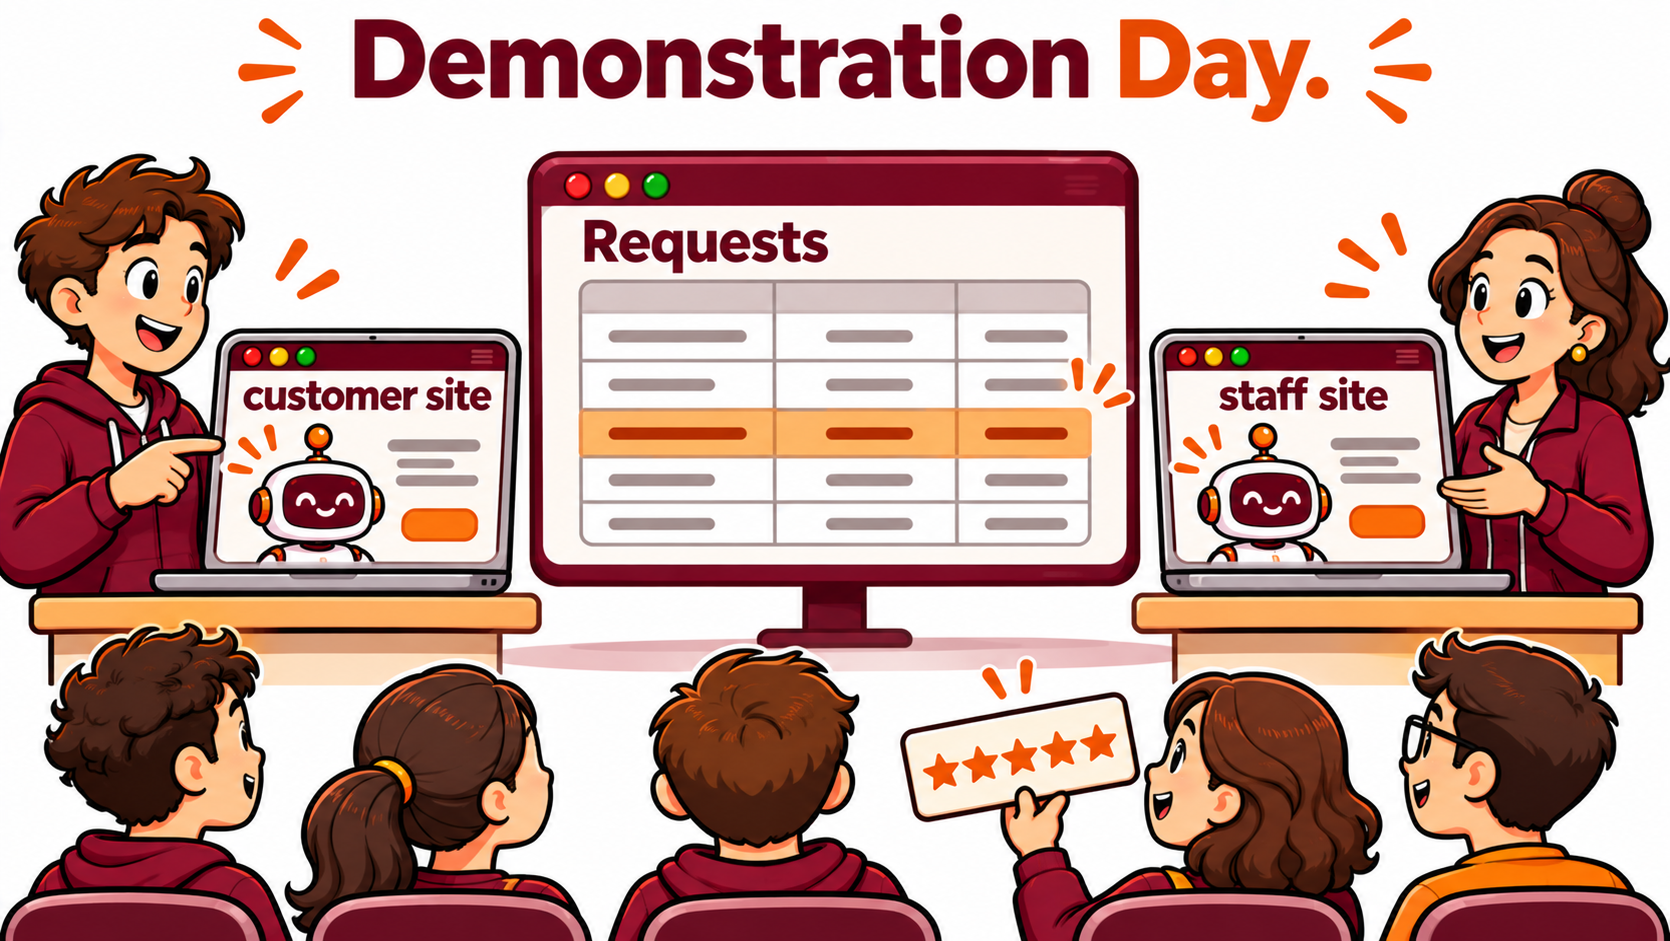 Demonstration Day.
Requests
customer site
staff site